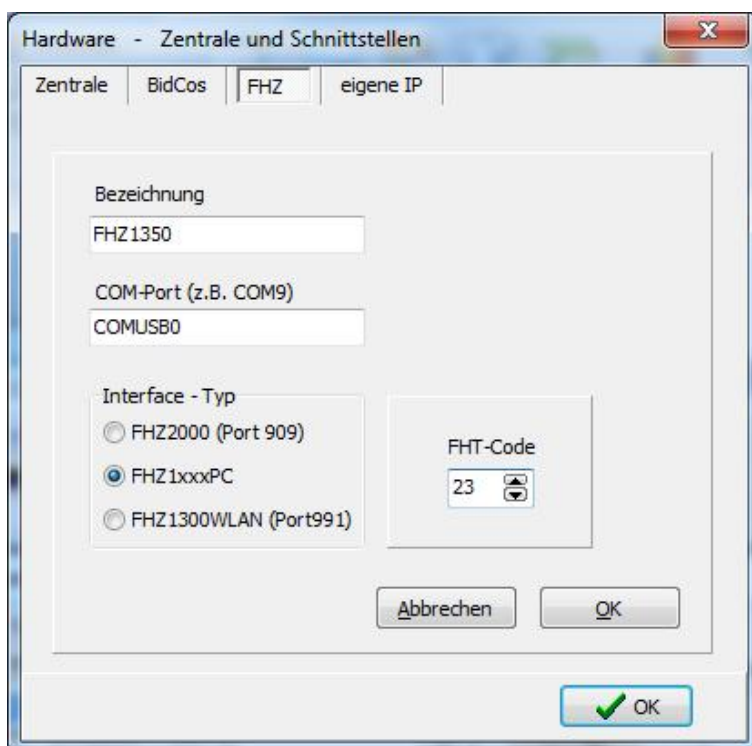 Hardware - Zentrale und Schnittstellen
Zentrale BidCos FHZ eigene IP
Bezeichnung
FHZ1350
COM-Port (z.B. COM9)
COMUSB0
Interface - Typ
FHZ2000 (Port 909)
FHZ1xxxPC
FHZ1300WLAN (Port991)
FHT-Code
23
Abbrechen OK
OK